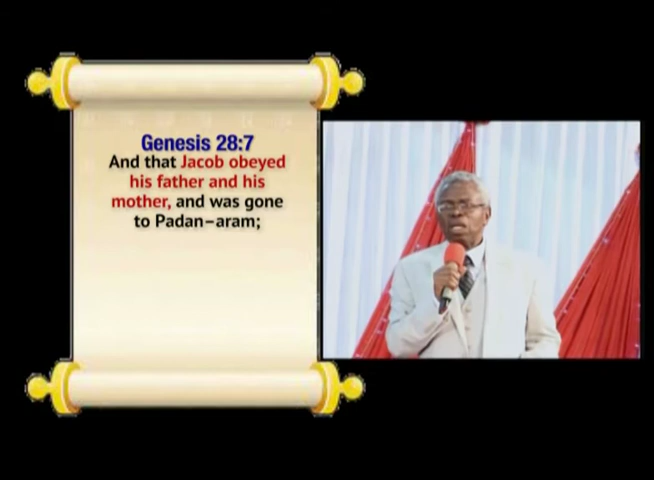 Genesis 28:7
And that Jacob obeyed
his father and his
mother, and was gone
to Padan-aram;